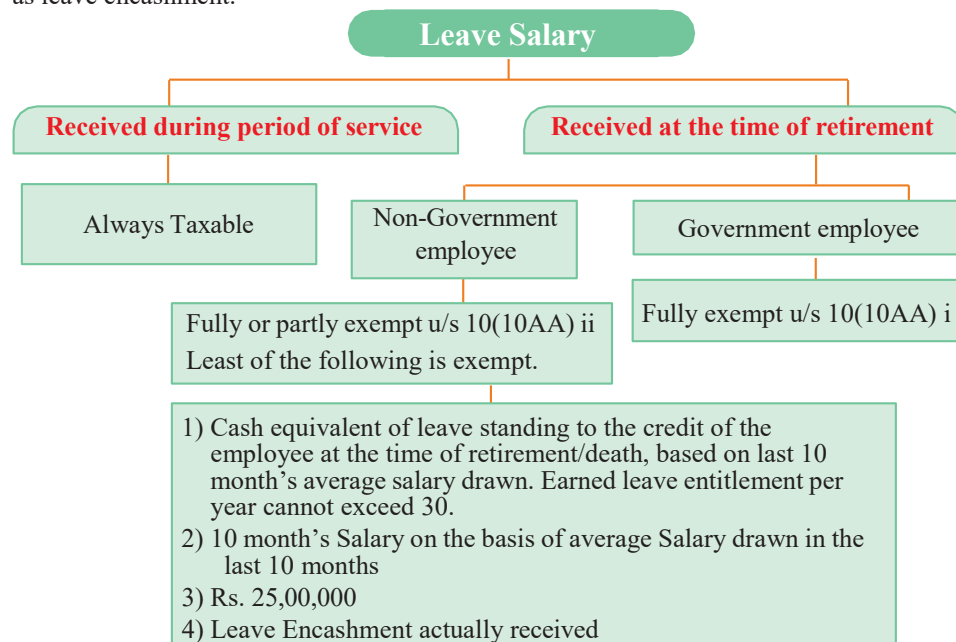 as leave encashment.
Leave Salary
Received during period of service
Received at the time of retirement
Always Taxable
Non-Government
employee
Government employee
Fully or partly exempt u/s 10(10AA) ii
Least of the following is exempt.
Fully exempt u/s 10(10AA) i
1) Cash equivalent of leave standing to the credit of the
employee at the time of retirement/death, based on last 10
month’s average salary drawn. Earned leave entitlement per
year cannot exceed 30.
2) 10 month’s Salary on the basis of average Salary drawn in the
last 10 months
3) Rs. 25,00,000
4) Leave Encashment actually received